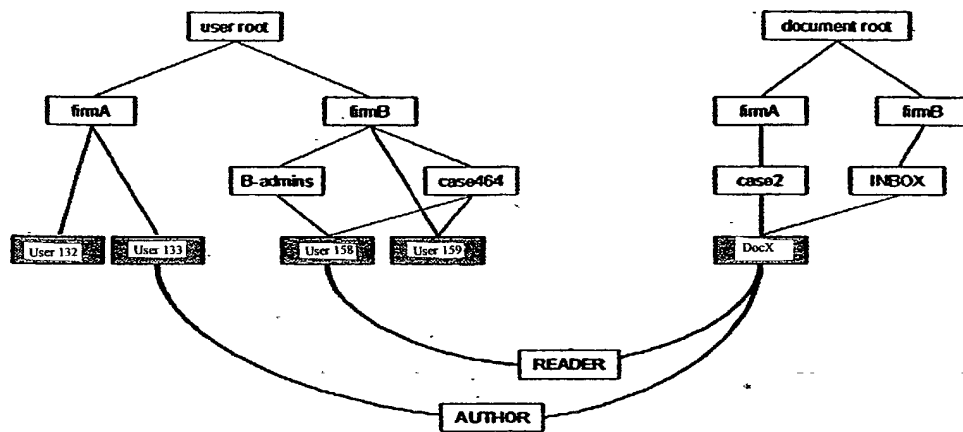 user root
document root
firmA
firmB
firmA
firmB
B-admins
case464
case2
INBOX
User 132
User 133
User 158
User 159
DocX
READER
AUTHOR